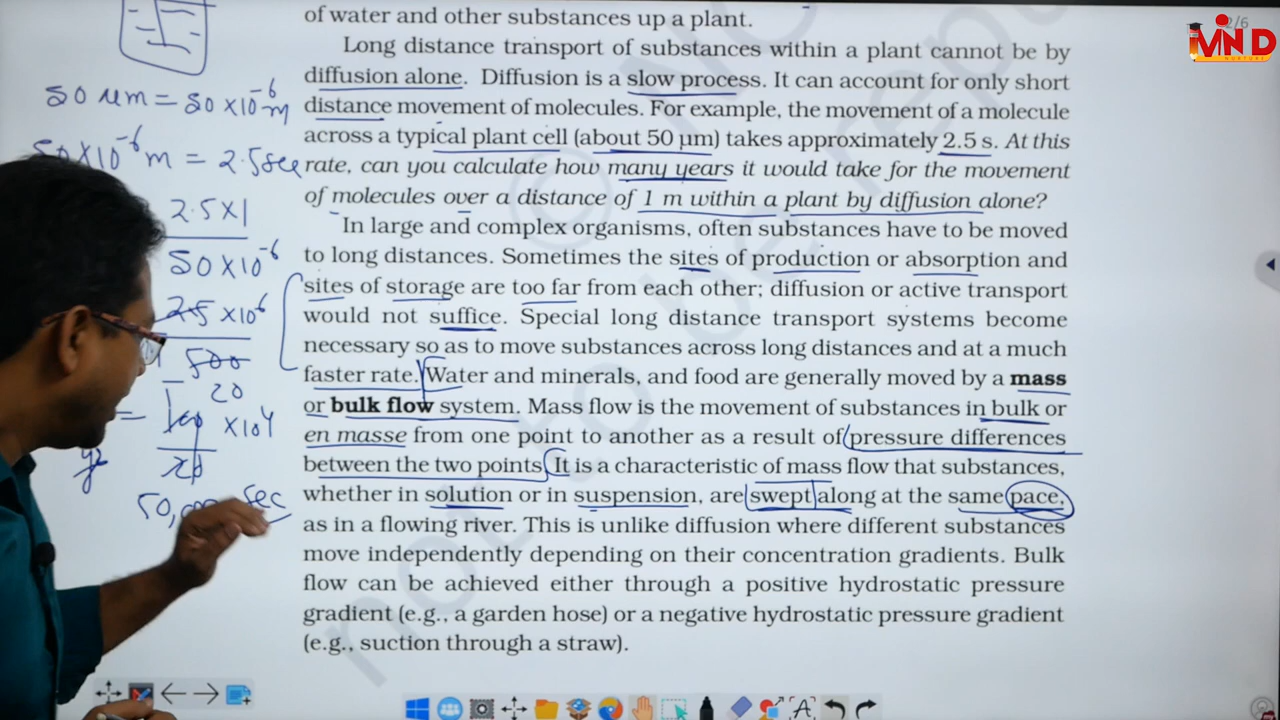 of water and other substances up a plant.
Long distance transport of substances within a plant cannot be by
diffusion alone. Diffusion is a slow process. It can account for only short
distance movement of molecules. For example, the movement of a molecule
across a typical plant cell (about 50 µm) takes approximately 2.5 s. At this
rate, can you calculate how many years it would take for the movement
of molecules over a distance of 1 m within a plant by diffusion alone?
In large and complex organisms, often substances have to be moved
to long distances. Sometimes the sites of production or absorption and
sites of storage are too far from each other; diffusion or active transport
would not suffice. Special long distance transport systems become
necessary so as to move substances across long distances and at a much
faster rate. Water and minerals, and food are generally moved by a mass
or bulk flow system. Mass flow is the movement of substances in bulk or
en masse from one point to another as a result of pressure differences
between the two points. It is a characteristic of mass flow that substances,
whether in solution or in suspension, are swept along at the same pace,
as in a flowing river. This is unlike diffusion where different substances
move independently depending on their concentration gradients. Bulk
flow can be achieved either through a positive hydrostatic pressure
gradient (e.g., a garden hose) or a negative hydrostatic pressure gradient
(e.g., suction through a straw).
50 µm = 50 × 10⁻⁶ m
50 × 10⁻⁶ m = 2.5 sec
2.5 × 1
50 × 10⁻⁶
25 × 10⁶
500
20
100 × 10⁴
sec
/6
MIND
NURTURE